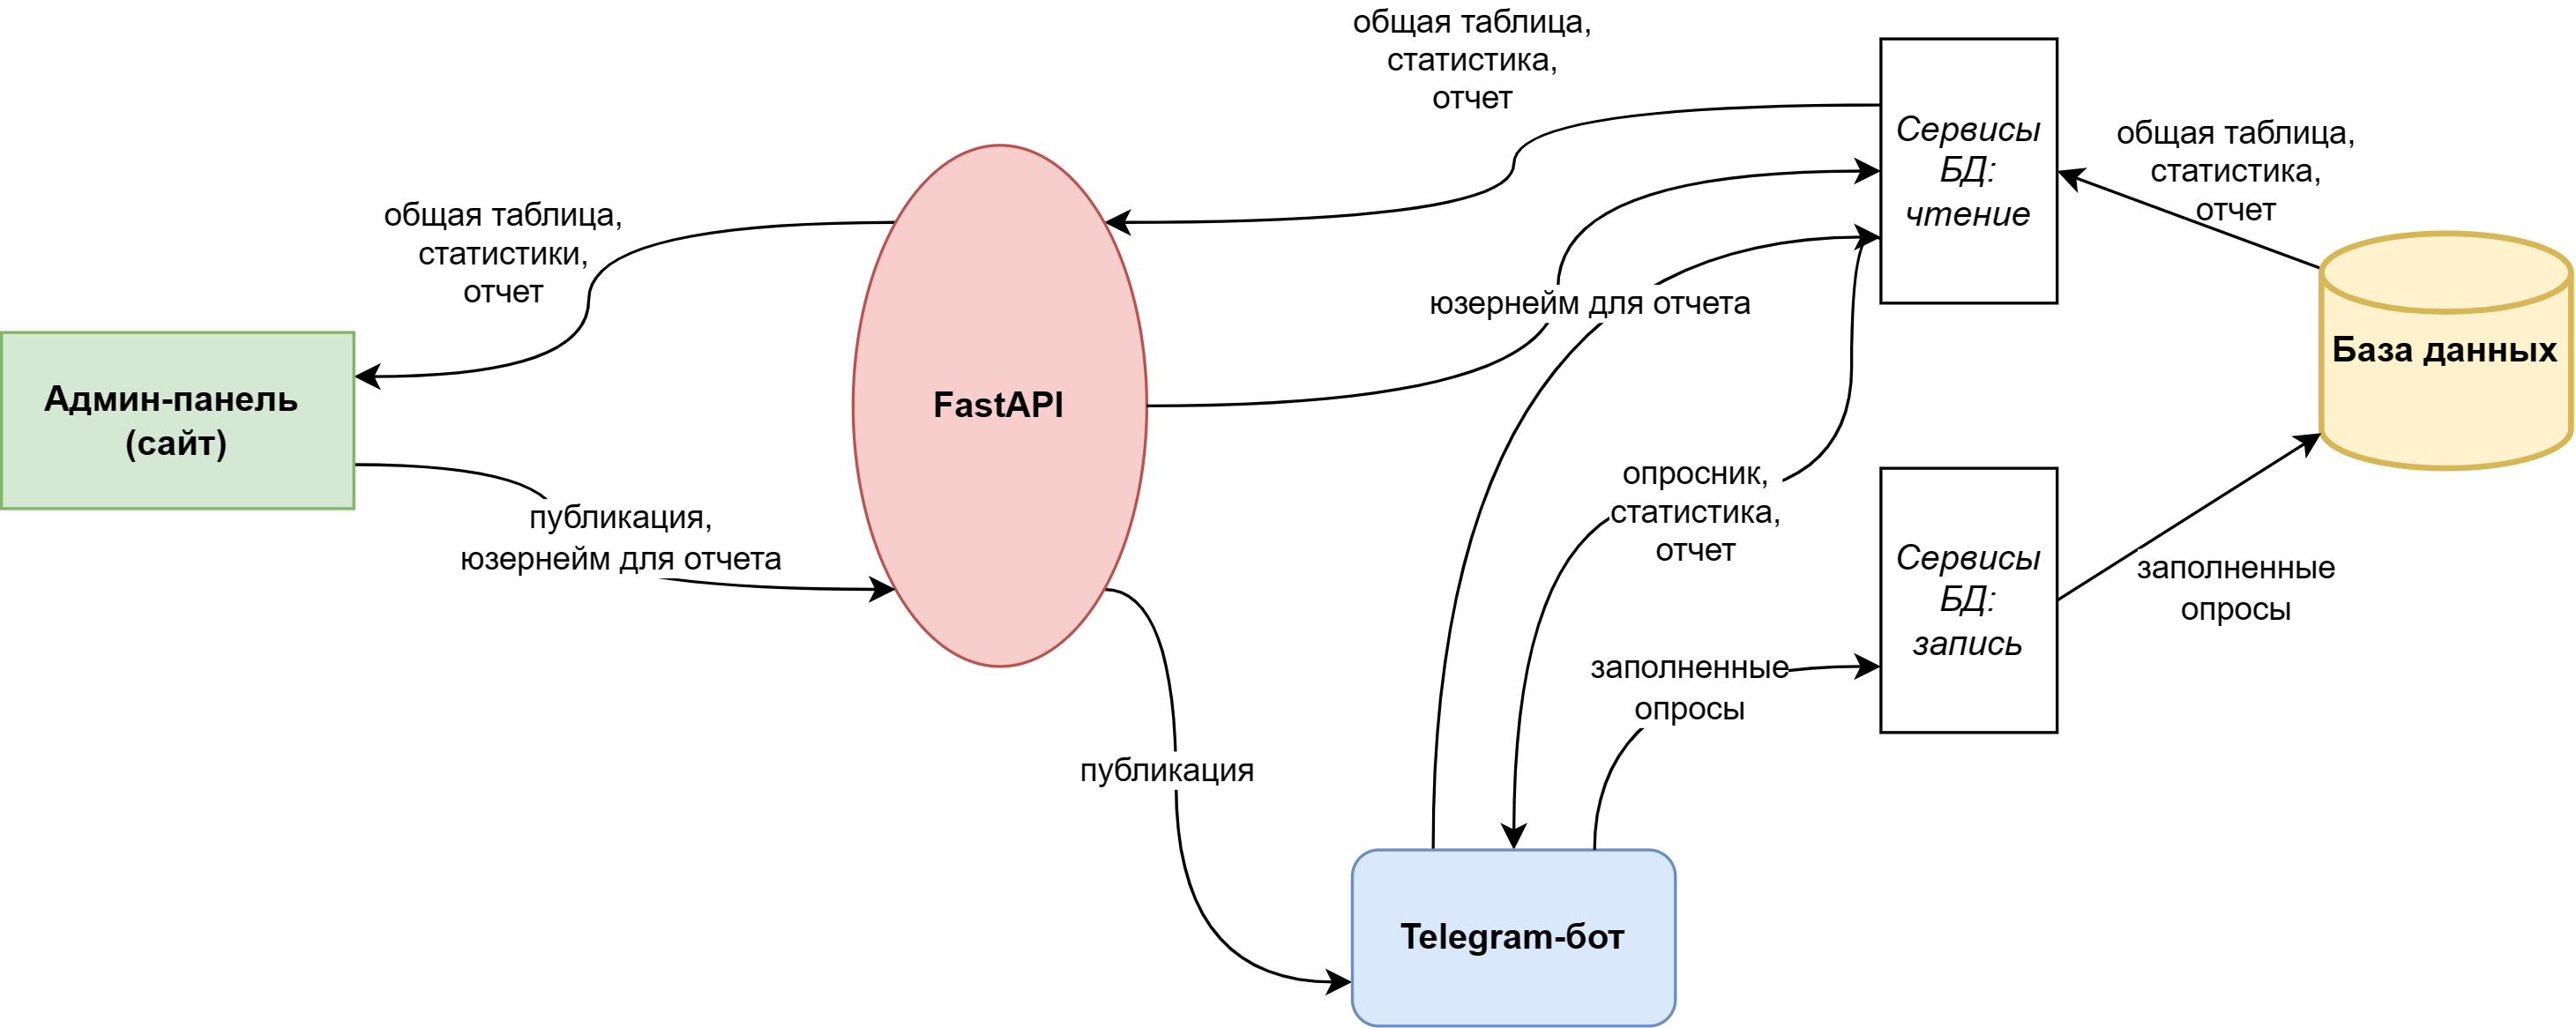 общая таблица,
статистика,
отчет
Сервисы
БД:
чтение
общая таблица,
статистика,
отчет
общая таблица,
статистики,
отчет
юзернейм для отчета
База данных
Админ-панель
(сайт)
FastAPI
публикация,
юзернейм для отчета
опросник,
статистика,
отчет
Сервисы
БД:
запись
заполненные
опросы
заполненные
опросы
публикация
Telegram-бот